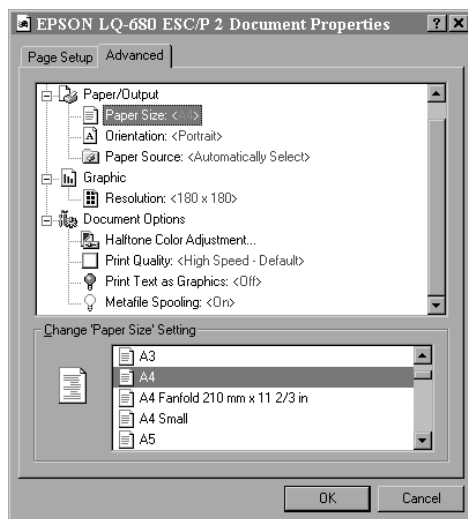 EPSON LQ-680 ESC/P 2 Document Properties
Page Setup Advanced
Paper/Output
Paper Size: <A4>
Orientation: <Portrait>
Paper Source: <Automatically Select>
Graphic
Resolution: <180 x 180>
Document Options
Halftone Color Adjustment...
Print Quality: <High Speed - Default>
Print Text as Graphics: <Off>
Metafile Spooling: <On>
Change 'Paper Size' Setting
A3
A4
A4 Fanfold 210 mm x 11 2/3 in
A4 Small
A5
OK Cancel